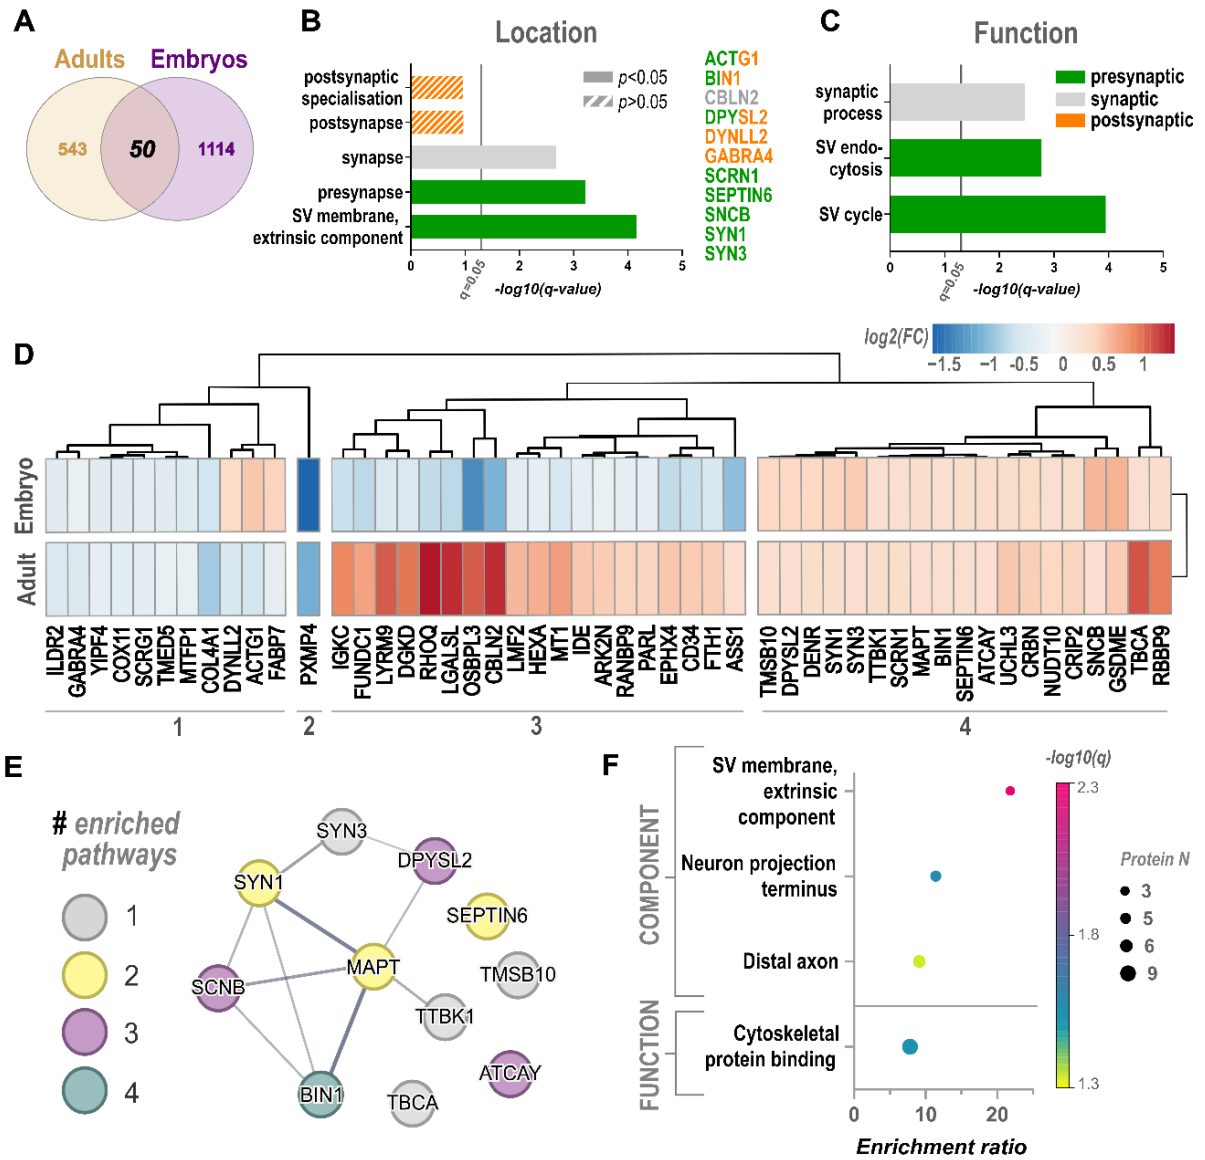 A
Adults
Embryos
543
50
1114
B
Location
postsynaptic
specialisation
postsynapse
synapse
presynapse
SV membrane,
extrinsic component
p<0.05
p>0.05
0
1
2
3
4
5
q=0.05
-log10(q-value)
ACTG1
BIN1
CBLN2
DPYSL2
DYNLL2
GABRA4
SCRN1
SEPTIN6
SNCB
SYN1
SYN3
C
Function
synaptic
process
SV endo-
cytosis
SV cycle
presynaptic
synaptic
postsynaptic
0
1
2
3
4
5
q=0.05
-log10(q-value)
D
log2(FC)
−1.5
−1
-0.5
0
0.5
1
Embryo
Adult
ILDR2
GABRA4
YIPF4
COX11
SCRG1
TMED5
MTFP1
COL4A1
DYNLL2
ACTG1
FABP7
PXMP4
IGKC
FUNDC1
LYRM9
DGKD
RHOQ
LGALSL
OSBPL3
CBLN2
LMF2
HEXA
MT1
IDE
ARK2N
RANBP9
PARL
EPHX4
CD34
FTH1
ASS1
TMSB10
DPYSL2
DENR
SYN1
SYN3
TTBK1
SCRN1
MAPT
BIN1
SEPTIN6
ATCAY
UCHL3
CRBN
NUDT10
CRIP2
SNCB
GSDME
TBCA
RBBP9
1
2
3
4
E
# enriched
pathways
1
2
3
4
SYN3
DPYSL2
SYN1
SEPTIN6
MAPT
TMSB10
SCNB
TTBK1
ATCAY
BIN1
TBCA
F
COMPONENT
SV membrane,
extrinsic
component
Neuron projection
terminus
Distal axon
FUNCTION
Cytoskeletal
protein binding
0
10
20
Enrichment ratio
-log10(q)
2.3
1.8
1.3
Protein N
3
5
6
9